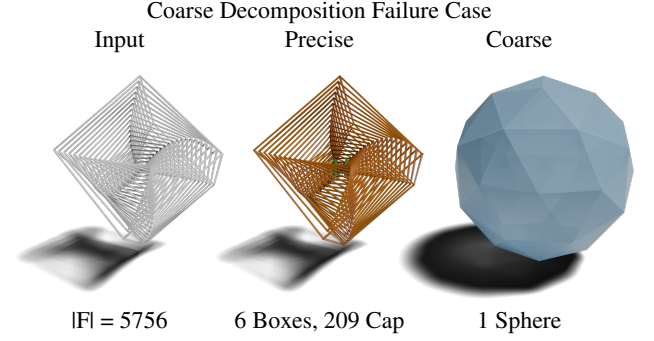 Coarse Decomposition Failure Case
Input Precise Coarse
|F| = 5756 6 Boxes, 209 Cap 1 Sphere